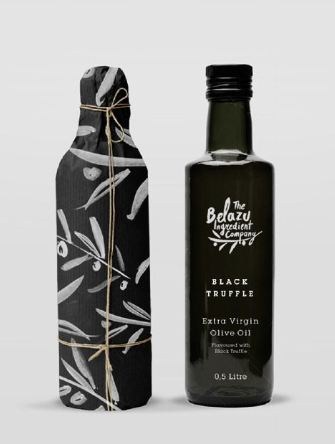 The
Belazu
Ingredient
Company
BLACK
TRUFFLE
Extra Virgin
Olive Oil
Flavoured with
Black Truffle
0,5 Litre